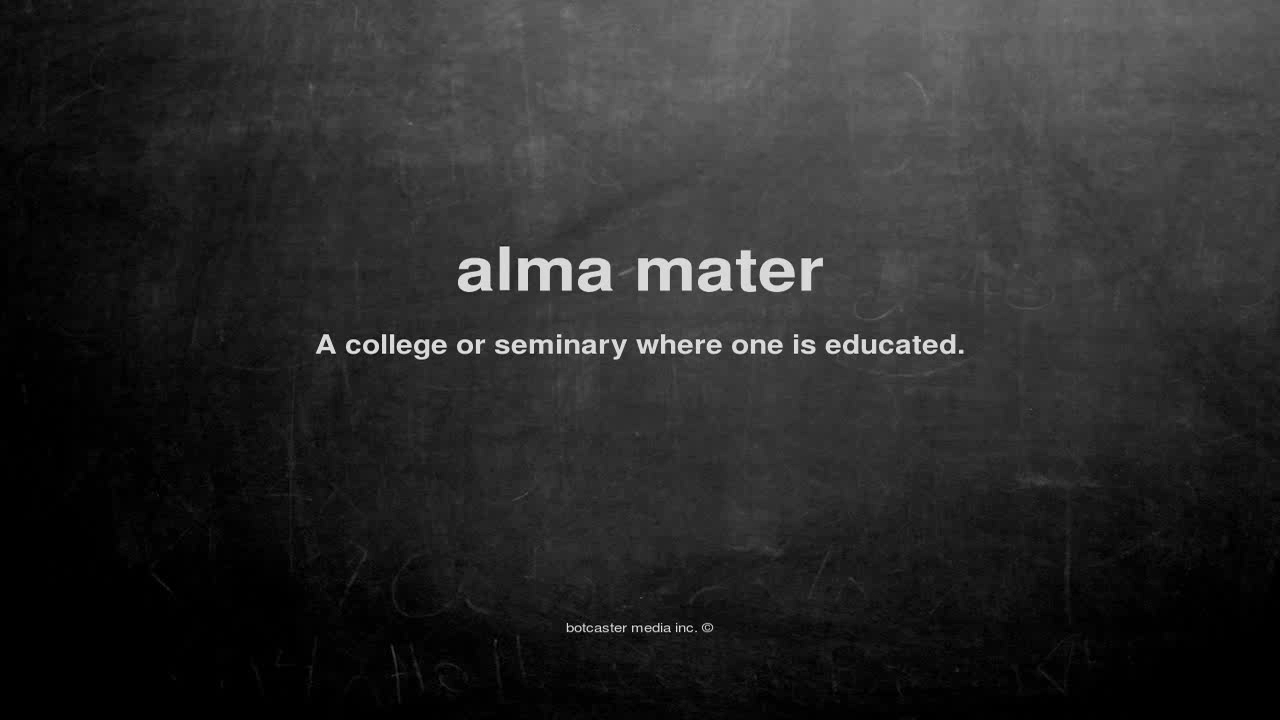 alma mater
A college or seminary where one is educated.
botcaster media inc. ©